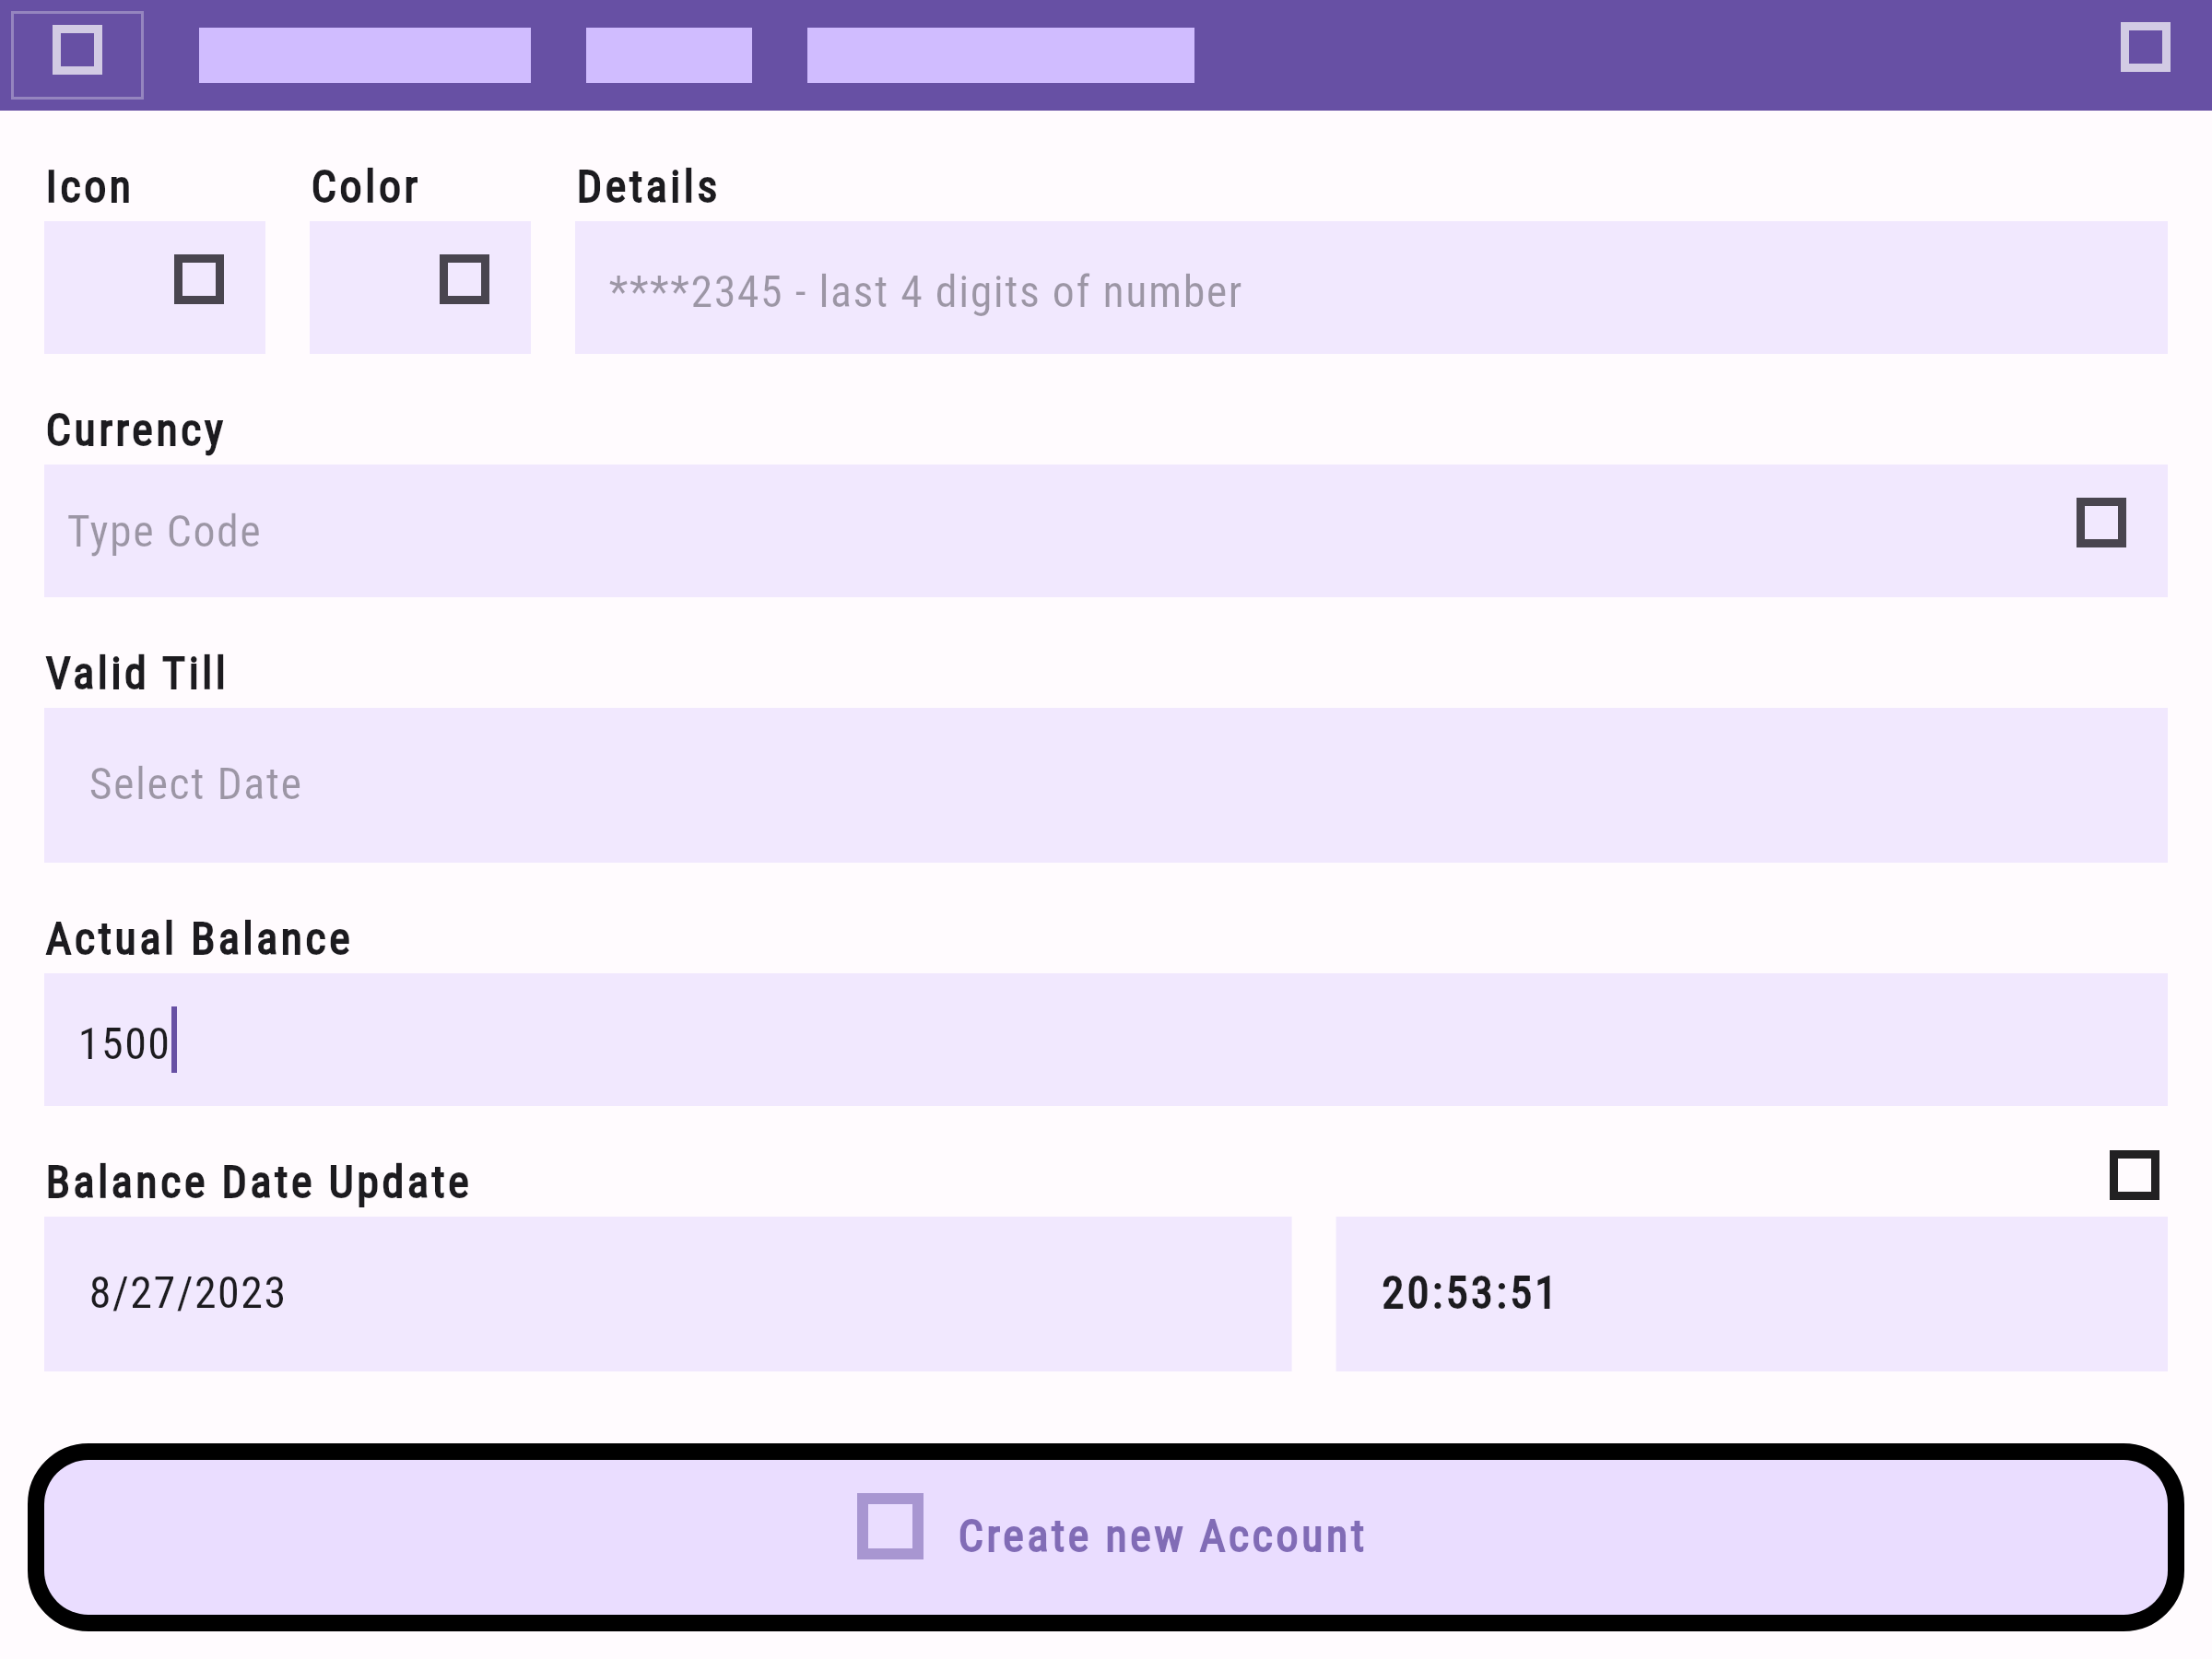 Icon Color Details
****2345 - last 4 digits of number
Currency
Type Code
Valid Till
Select Date
Actual Balance
1500
Balance Date Update
8/27/2023 20:53:51
Create new Account